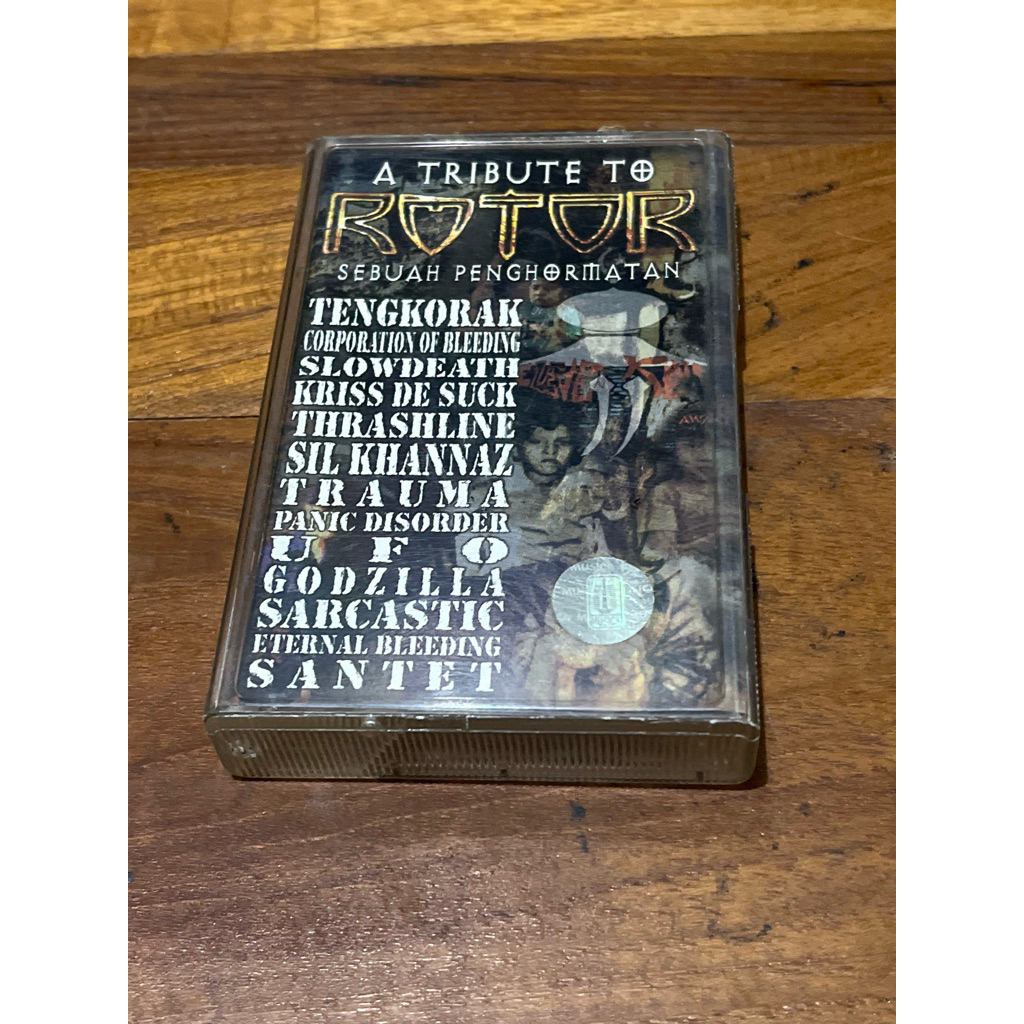 A TRIBUTE TO
ROTOR
SEBUAH PENGHORMATAN
TENGKORAK
CORPORATION OF BLEEDING
SLOWDEATH
KRISS DE SUCK
THRASHLINE
SIL KHANNAZ
TRAUMA
PANIC DISORDER
UFO
GODZILLA
SARCASTIC
ETERNAL BLEEDING
SANTET